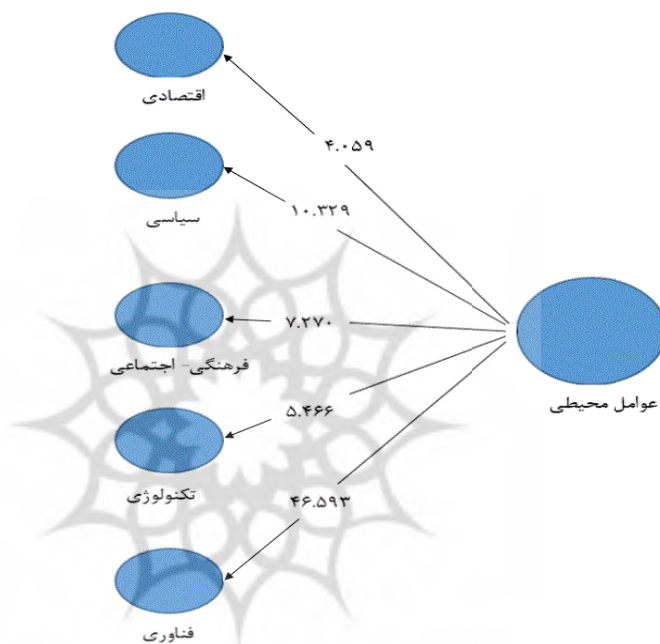 اقتصادی
۴.۰۵۹
سیاسی
۱۰.۳۲۹
۷.۲۷۰
فرهنگی- اجتماعی
عوامل محیطی
۵.۴۶۶
تکنولوژی
۴۶.۵۹۳
فناوری